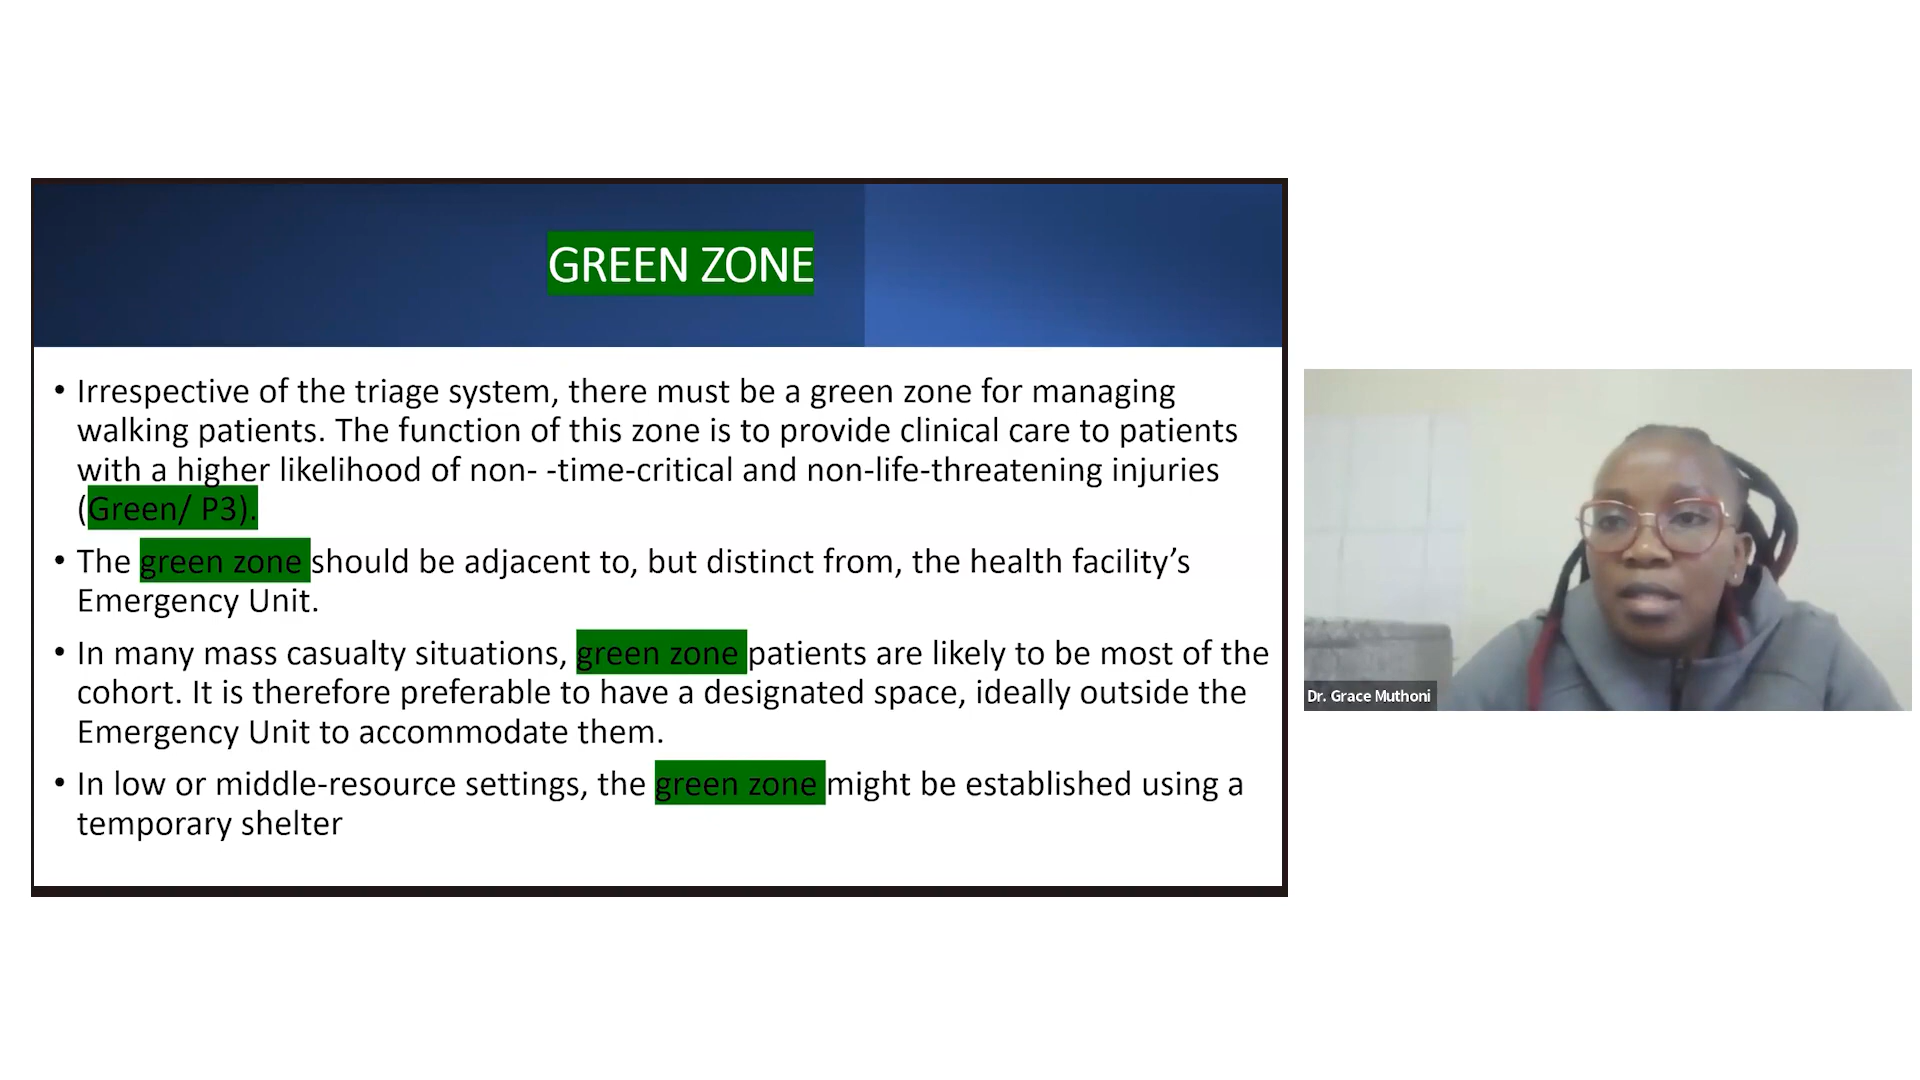 GREEN ZONE
• Irrespective of the triage system, there must be a green zone for managing
walking patients. The function of this zone is to provide clinical care to patients
with a higher likelihood of non- -time-critical and non-life-threatening injuries
(Green/ P3).
• The green zone should be adjacent to, but distinct from, the health facility’s
Emergency Unit.
• In many mass casualty situations, green zone patients are likely to be most of the
cohort. It is therefore preferable to have a designated space, ideally outside the
Emergency Unit to accommodate them.
• In low or middle-resource settings, the green zone might be established using a
temporary shelter
Dr. Grace Muthoni